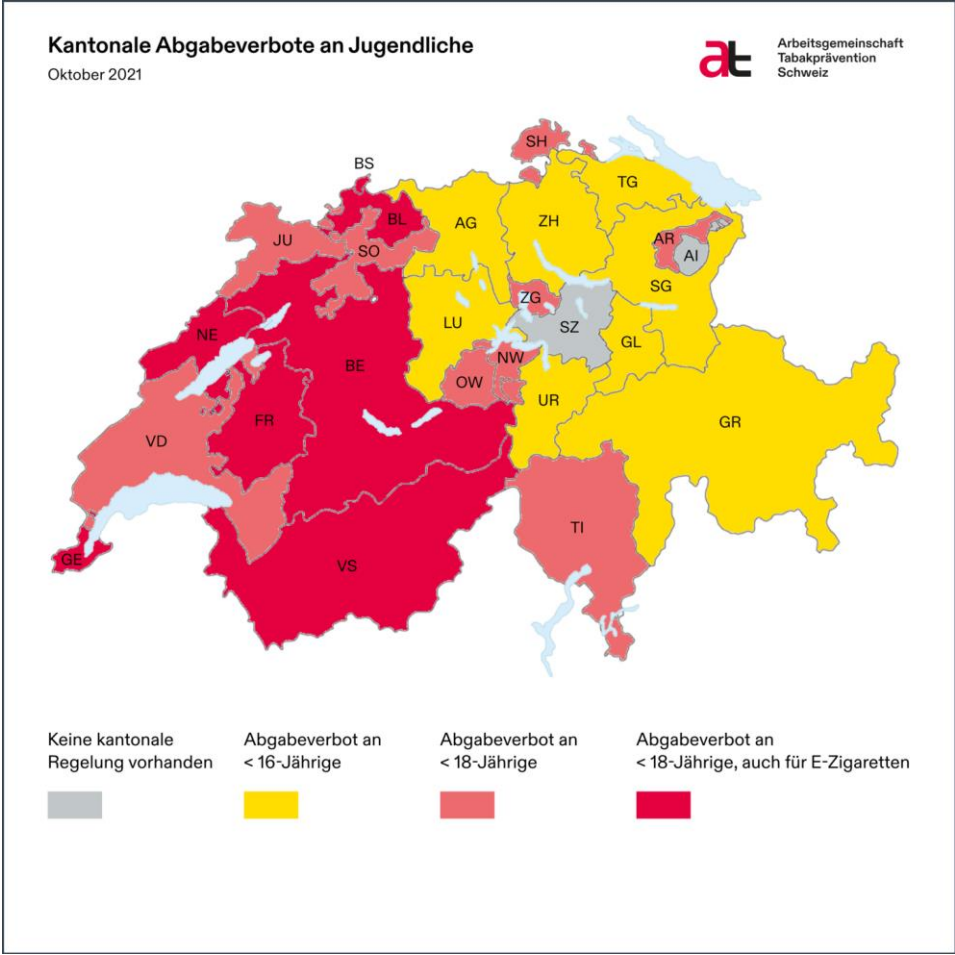 Kantonale Abgabeverbote an Jugendliche
Oktober 2021
at
Arbeitsgemeinschaft
Tabakprävention
Schweiz
SH
BS
TG
BL
AG
ZH
JU
SO
AR
AI
SG
ZG
NE
LU
SZ
GL
NW
BE
OW
UR
FR
GR
VD
TI
GE
VS
Keine kantonale
Regelung vorhanden
Abgabeverbot an
< 16-Jährige
Abgabeverbot an
< 18-Jährige
Abgabeverbot an
< 18-Jährige, auch für E-Zigaretten